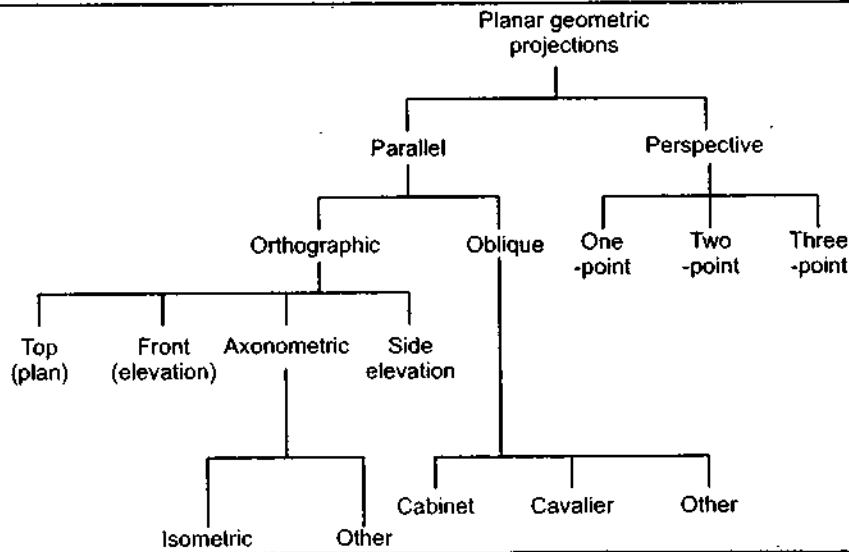 Planar geometric
projections
Parallel
Perspective
Orthographic
Oblique
One
-point
Two
-point
Three
-point
Top
(plan)
Front
(elevation)
Axonometric
Side
elevation
Cabinet
Cavalier
Other
Isometric
Other